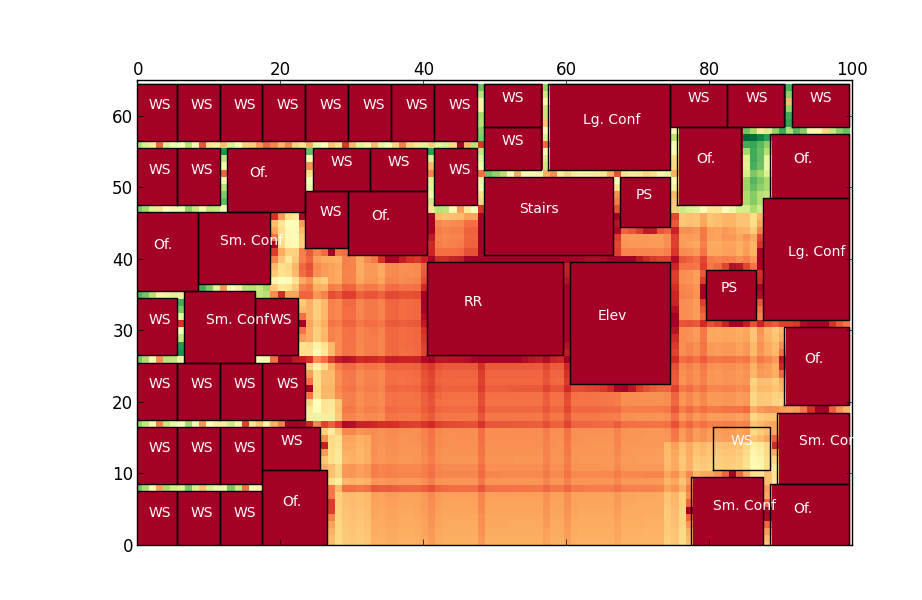 0 20 40 60 80 100
WS WS Lg. Conf WS WS WS
60 WS WS WS WS WS WS WS WS
WS
WS WS Of. WS WS WS Of. Of.
50
WS Of. Stairs PS
Of. Sm. Conf Lg. Conf
40
RR PS
WS Sm. Conf WS Elev
30
Of.
WS WS WS WS
20
WS WS WS WS WS Sm. Cor
10
WS WS WS Of. Sm. Conf Of.
0